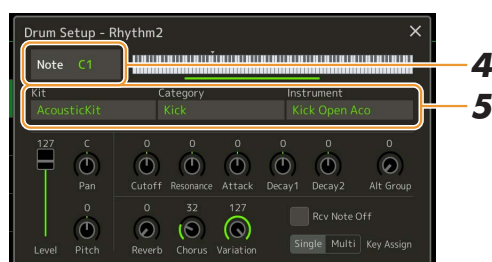 Drum Setup - Rhythm2
Note C1
4
Kit Category Instrument
AcousticKit Kick Kick Open Aco
5
127 C 0 0 0 0 0 0
Pan Cutoff Resonance Attack Decay1 Decay2 Alt Group
0 0 32 127
Rcv Note Off
Single Multi Key Assign
Level Pitch Reverb Chorus Variation